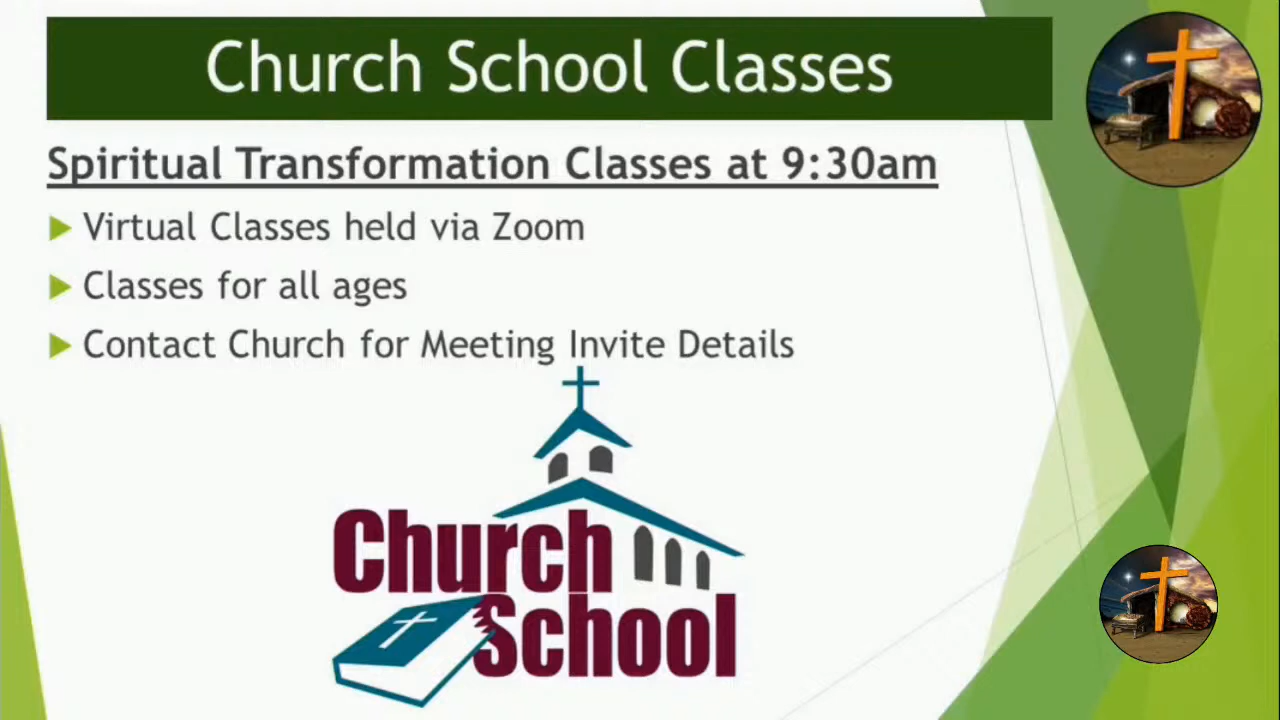 Church School Classes
Spiritual Transformation Classes at 9:30am
Virtual Classes held via Zoom
Classes for all ages
Contact Church for Meeting Invite Details
Church
School